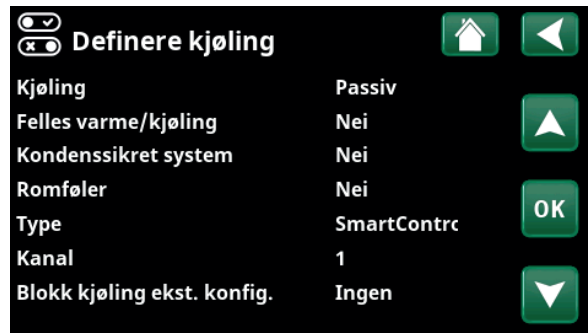 Definere kjøling
Kjøling Passiv
Felles varme/kjøling Nei
Kondenssikret system Nei
Romføler Nei
Type SmartContrc
Kanal 1
OK
Blokk kjøling ekst. konfig. Ingen